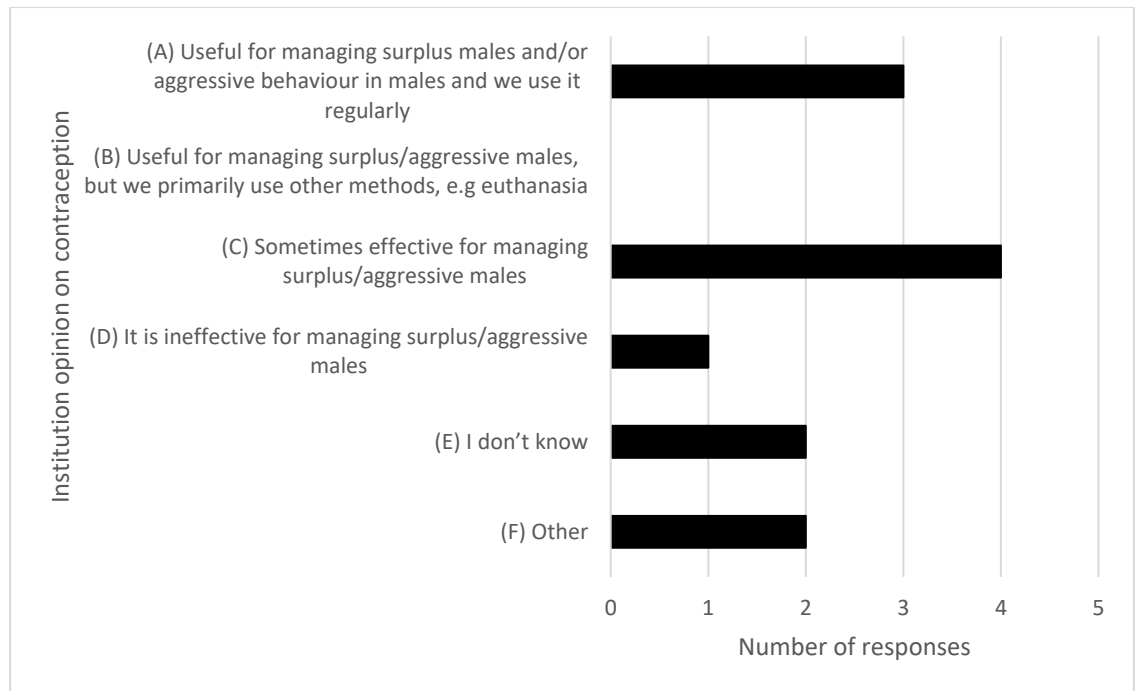 Institution opinion on contraception
(A) Useful for managing surplus males and/or
aggressive behaviour in males and we use it
regularly
(B) Useful for managing surplus/aggressive males,
but we primarily use other methods, e.g euthanasia
(C) Sometimes effective for managing
surplus/aggressive males
(D) It is ineffective for managing surplus/aggressive
males
(E) I don’t know
(F) Other
0 1 2 3 4 5
Number of responses